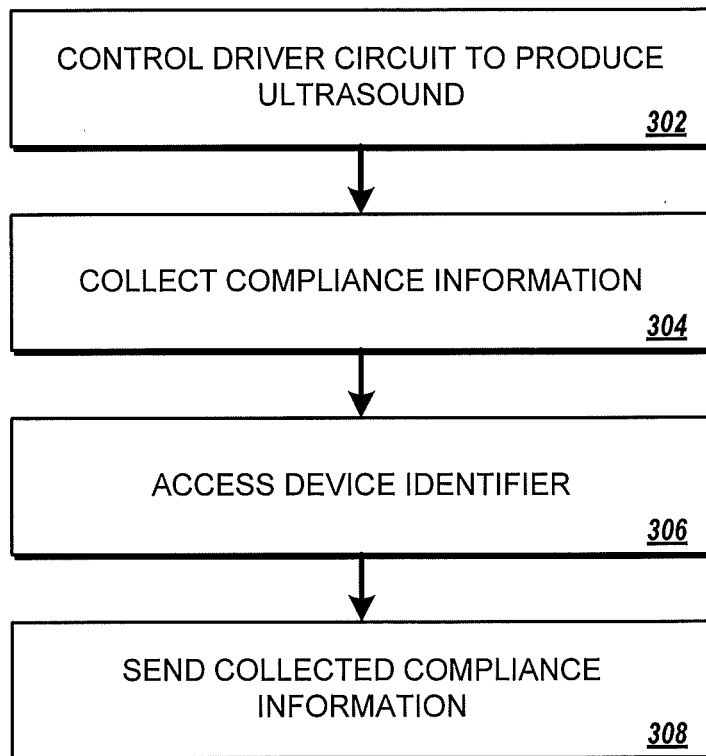 CONTROL DRIVER CIRCUIT TO PRODUCE
ULTRASOUND
302
COLLECT COMPLIANCE INFORMATION
304
ACCESS DEVICE IDENTIFIER
306
SEND COLLECTED COMPLIANCE
INFORMATION
308